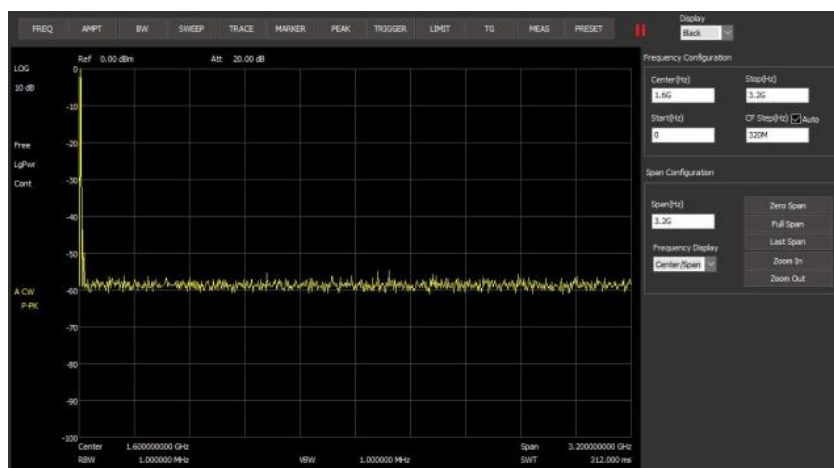 FREQ AMPT BW SWEEP TRACE MARKER PEAK TRIGGER LIMIT TG MEAS PRESET
Display
Black
Ref 0.00 dBm Att 20.00 dB
LOG
10 dB
Free
LgPwr
Cont
A CW
P-PK
0
-10
-20
-30
-40
-50
-60
-70
-80
-90
-100
Center 1.600000000 GHz Span 3.200000000 GHz
RBW 1.000000 MHz VBW 1.000000 MHz SWT 312.000 ms
Frequency Configuration
Center(Hz) Stop(Hz)
1.6G 3.2G
Start(Hz) CF Step(Hz) Auto
0 320M
Span Configuration
Span(Hz)
3.2G
Frequency Display
Center/Span
Zero Span
Full Span
Last Span
Zoom In
Zoom Out